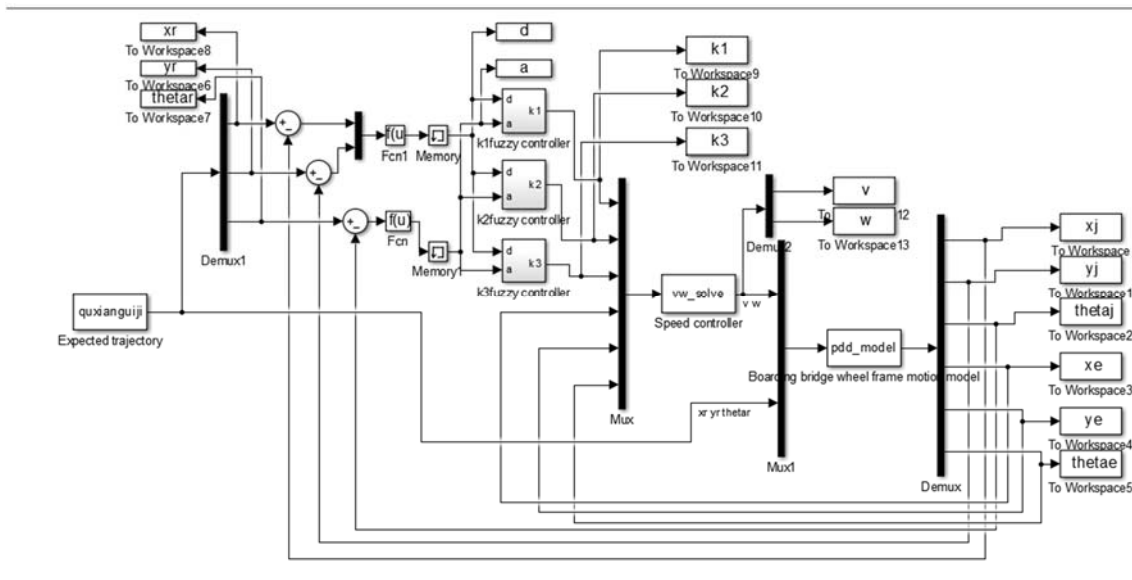 xr
To Workspace8
yr
To Workspace6
thetar
To Workspace7
Demux1
+_
+_
+_
f(u
Fcn1
Memory
f(u)
Fcn
Memory1
d
a
d
a
k1
k1fuzzy controller
d
a
k2
k2fuzzy controller
d
a
k3
k3fuzzy controller
k1
To Workspace9
k2
To Workspace10
k3
To Workspace11
quxianguiji
Expected trajectory
Mux
vw_solve
Speed controller
v w
xr yr thetar
v
To 12
w
To Workspace13
Demux2
Mux1
pdd_model
Boarding bridge wheel frame motion model
Demux
xj
To Workspace
yj
To Workspace1
thetaj
To Workspace2
xe
To Workspace3
ye
To Workspace4
thetae
To Workspace5